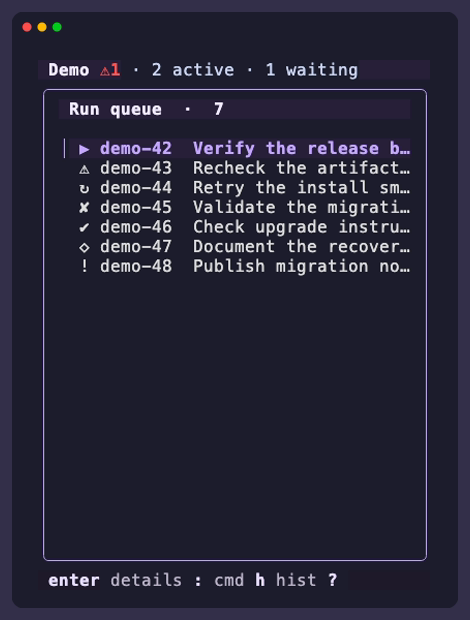 Demo ⚠1 · 2 active · 1 waiting
Run queue · 7
▶ demo-42 Verify the release b…
⚠ demo-43 Recheck the artifact…
↻ demo-44 Retry the install sm…
✘ demo-45 Validate the migrati…
✔ demo-46 Check upgrade instru…
◇ demo-47 Document the recover…
! demo-48 Publish migration no…
enter details : cmd h hist ?